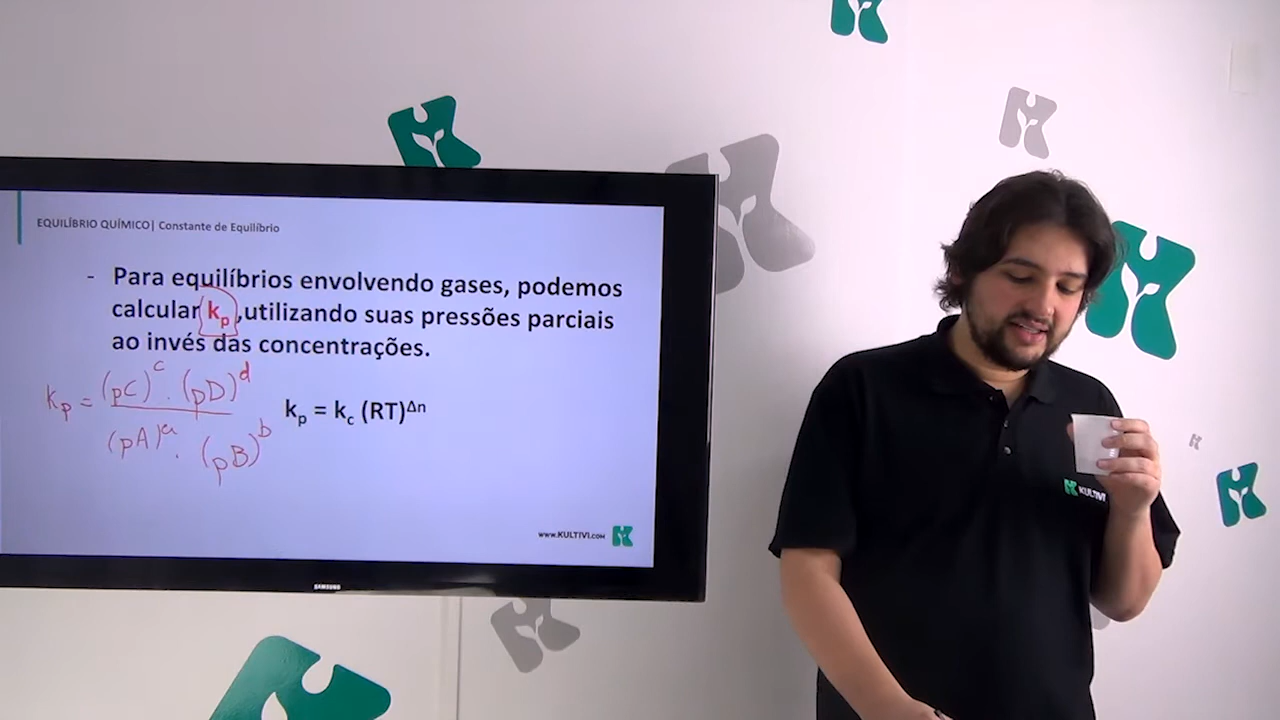 EQUILÍBRIO QUÍMICO| Constante de Equilíbrio
- Para equilíbrios envolvendo gases, podemos
calcular kp ,utilizando suas pressões parciais
ao invés das concentrações.
kp = (pC)^c . (pD)^d
(pA)^a . (pB)^b
kp = kc (RT)^Δn
www.KULTIVI.com
SAMSUNG
KULTIVI